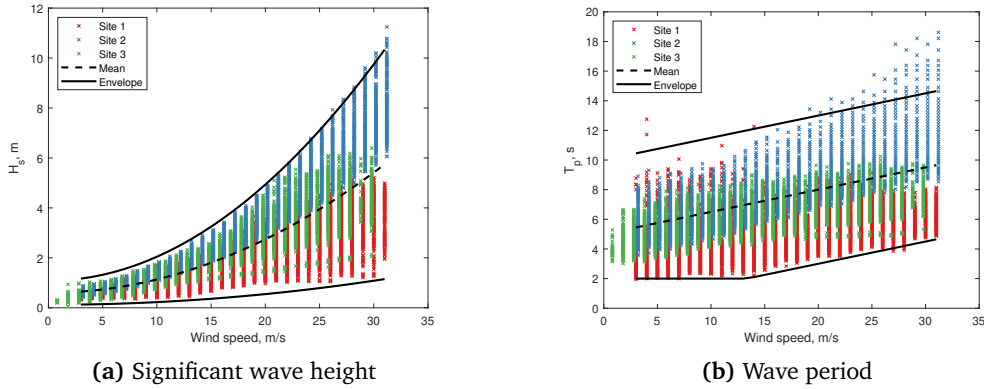 12
10
8
6
4
2
0
H_s, m
Site 1
Site 2
Site 3
Mean
Envelope
0 5 10 15 20 25 30 35
Wind speed, m/s
(a) Significant wave height
20
18
16
14
12
10
8
6
4
2
0
T_p, s
Site 1
Site 2
Site 3
Mean
Envelope
0 5 10 15 20 25 30 35
Wind speed, m/s
(b) Wave period